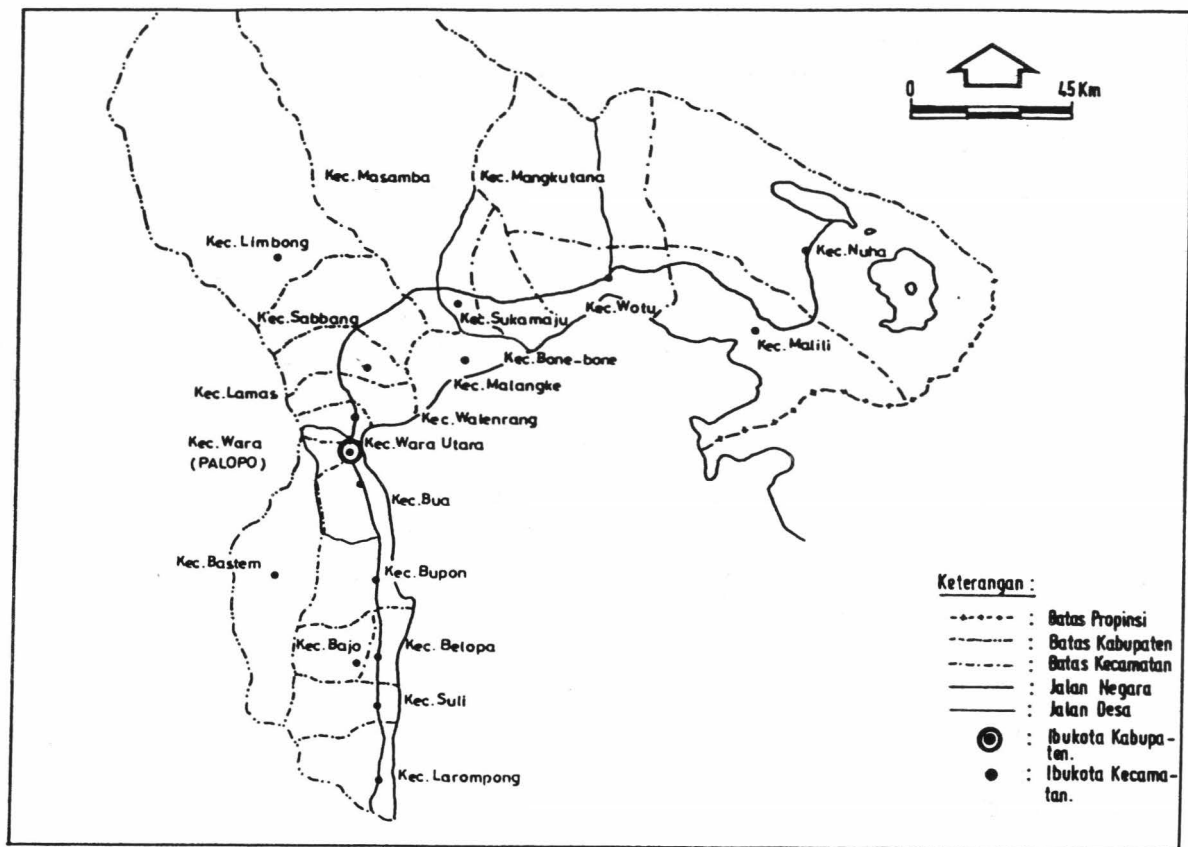 0 45 Km
Kec. Masamba
Kec. Mangkutana
Kec. Limbong
Kec. Nuha
Kec. Sabbang
Kec. Sukamaju
Kec. Wotu
Kec. Malili
Kec. Bone-bone
Kec. Malangke
Kec. Lamas
Kec. Walenrang
Kec. Wara
(PALOPO)
Kec. Wara Utara
Kec. Bua
Kec. Bastem
Kec. Bupon
Kec. Bajo
Kec. Belopa
Kec. Suli
Kec. Larompong
Keterangan :
: Batas Propinsi
: Batas Kabupaten
: Batas Kecamatan
: Jalan Negara
: Jalan Desa
: Ibukota Kabupa-
ten.
: Ibukota Kecama-
tan.